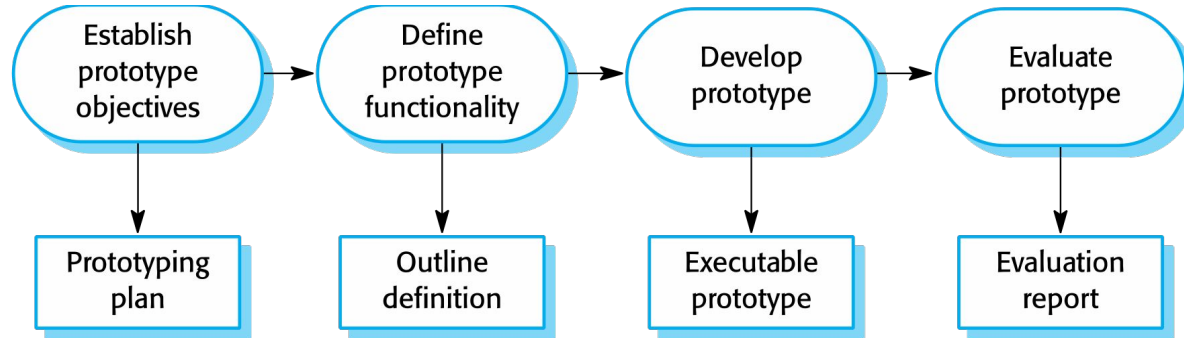 Establish
prototype
objectives
Define
prototype
functionality
Develop
prototype
Evaluate
prototype
Prototyping
plan
Outline
definition
Executable
prototype
Evaluation
report